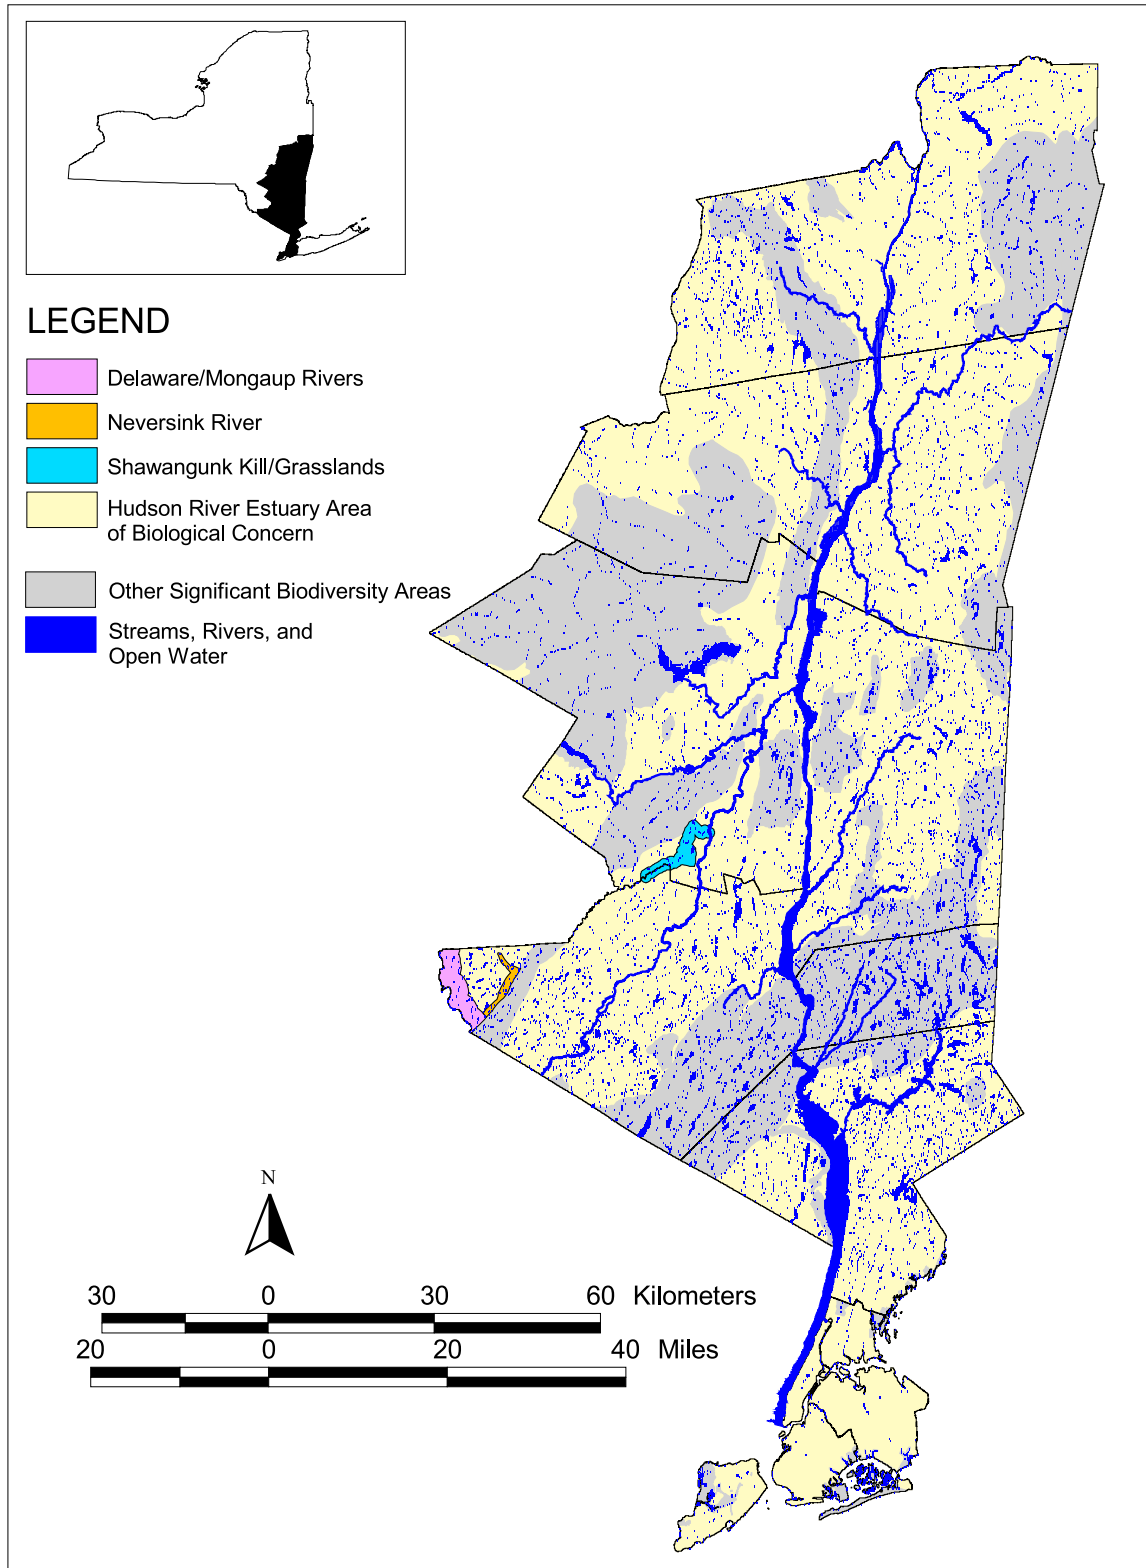 LEGEND
Delaware/Mongaup Rivers
Neversink River
Shawangunk Kill/Grasslands
Hudson River Estuary Area
of Biological Concern
Other Significant Biodiversity Areas
Streams, Rivers, and
Open Water
N
30 0 30 60 Kilometers
20 0 20 40 Miles